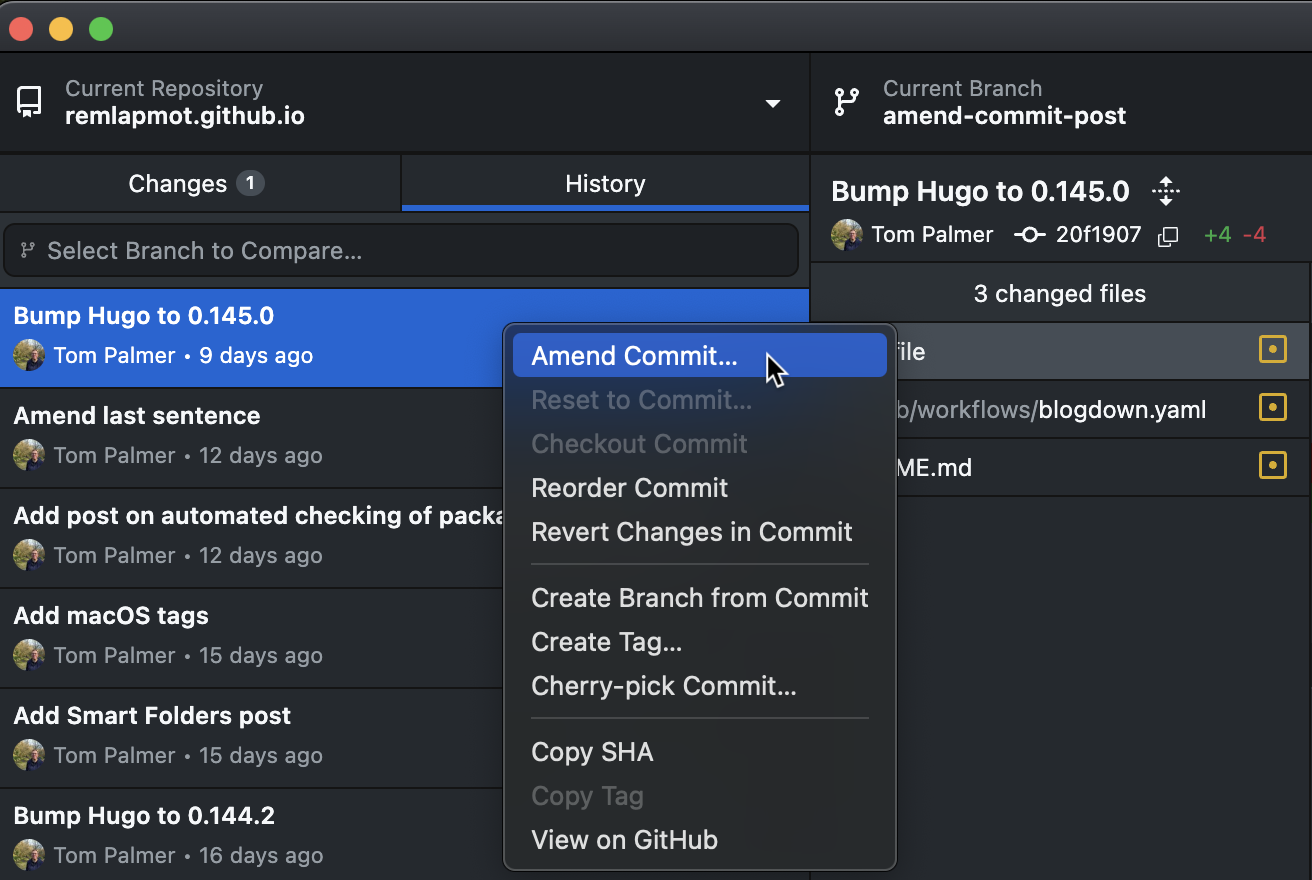 Current Repository
remlapmot.github.io
Current Branch
amend-commit-post
Changes 1
History
Select Branch to Compare...
Bump Hugo to 0.145.0
Tom Palmer • 9 days ago
Amend last sentence
Tom Palmer • 12 days ago
Add post on automated checking of packa
Tom Palmer • 12 days ago
Add macOS tags
Tom Palmer • 15 days ago
Add Smart Folders post
Tom Palmer • 15 days ago
Bump Hugo to 0.144.2
Tom Palmer • 16 days ago
Amend Commit...
Reset to Commit...
Checkout Commit
Reorder Commit
Revert Changes in Commit
Create Branch from Commit
Create Tag...
Cherry-pick Commit...
Copy SHA
Copy Tag
View on GitHub
Bump Hugo to 0.145.0
Tom Palmer 20f1907 +4 -4
3 changed files
file
b/workflows/blogdown.yaml
ME.md